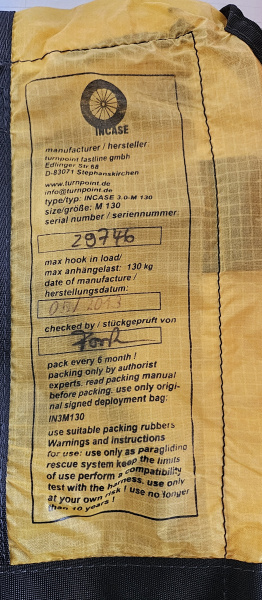 INCASE
manufacturer / hersteller:
turnpoint fastline gmbh
Edlinger Str 68
D-83071 Stephanskirchen
www.turnpoint.de
info@turnpoint.de
type/typ: INCASE 3.0-M 130
size/größe: M 130
serial number / seriennummer
29746
max hook in load/
max anhängelast: 130 kg
date of manufacture /
herstellungsdatum:
05/2013
checked by / stückgeprüft von
pack every 6 month !
packing only by authorist
experts. read packing manual
before packing. use only origi-
nal signed deployment bag:
IN3M130
use suitable packing rubbers
Warnings and instructions
for use: use only as paragliding
rescue system keep the limits
of use perform a compatibility
test with the harness. use only
at your own risk ! use no longer
than 10 years !